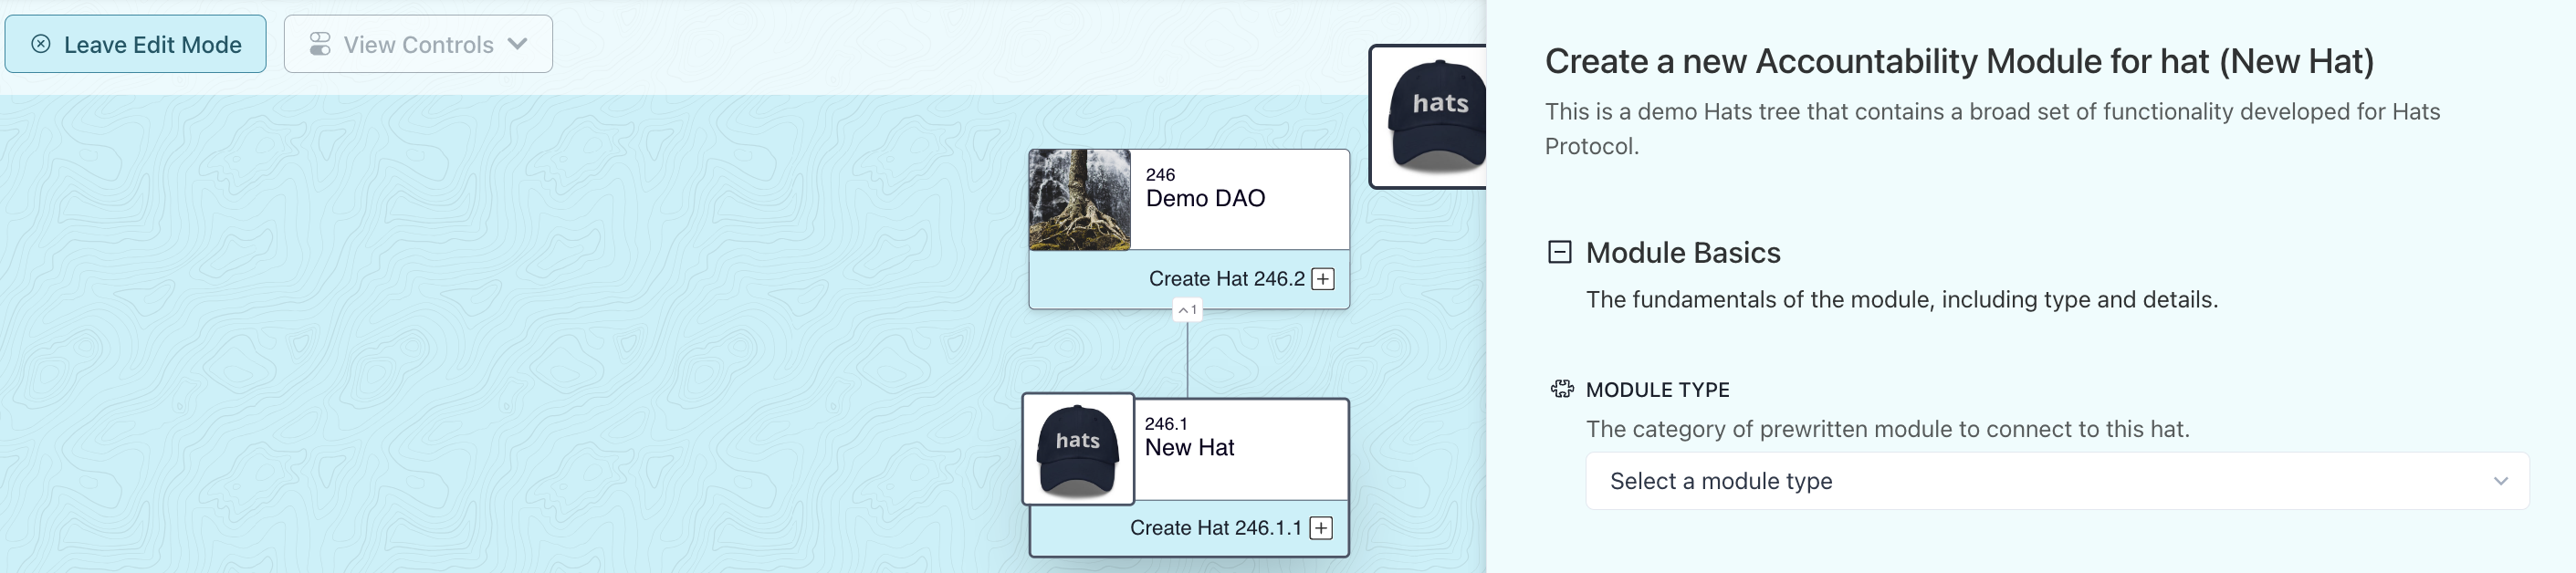 Leave Edit Mode
View Controls
hats
246
Demo DAO
Create Hat 246.2
1
hats
246.1
New Hat
Create Hat 246.1.1
Create a new Accountability Module for hat (New Hat)
This is a demo Hats tree that contains a broad set of functionality developed for Hats
Protocol.
Module Basics
The fundamentals of the module, including type and details.
MODULE TYPE
The category of prewritten module to connect to this hat.
Select a module type